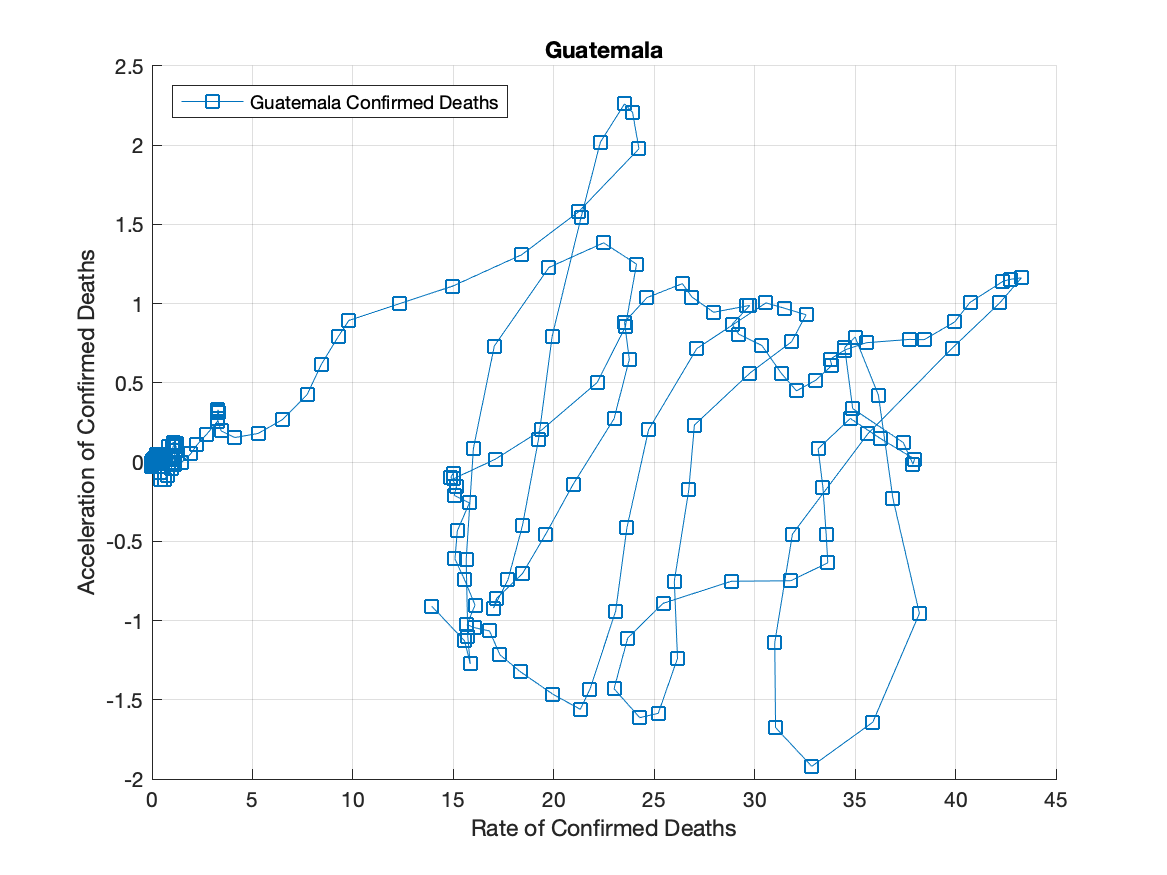 Guatemala
Guatemala Confirmed Deaths
2.5
2
1.5
1
0.5
0
-0.5
-1
-1.5
-2
Acceleration of Confirmed Deaths
0 5 10 15 20 25 30 35 40 45
Rate of Confirmed Deaths